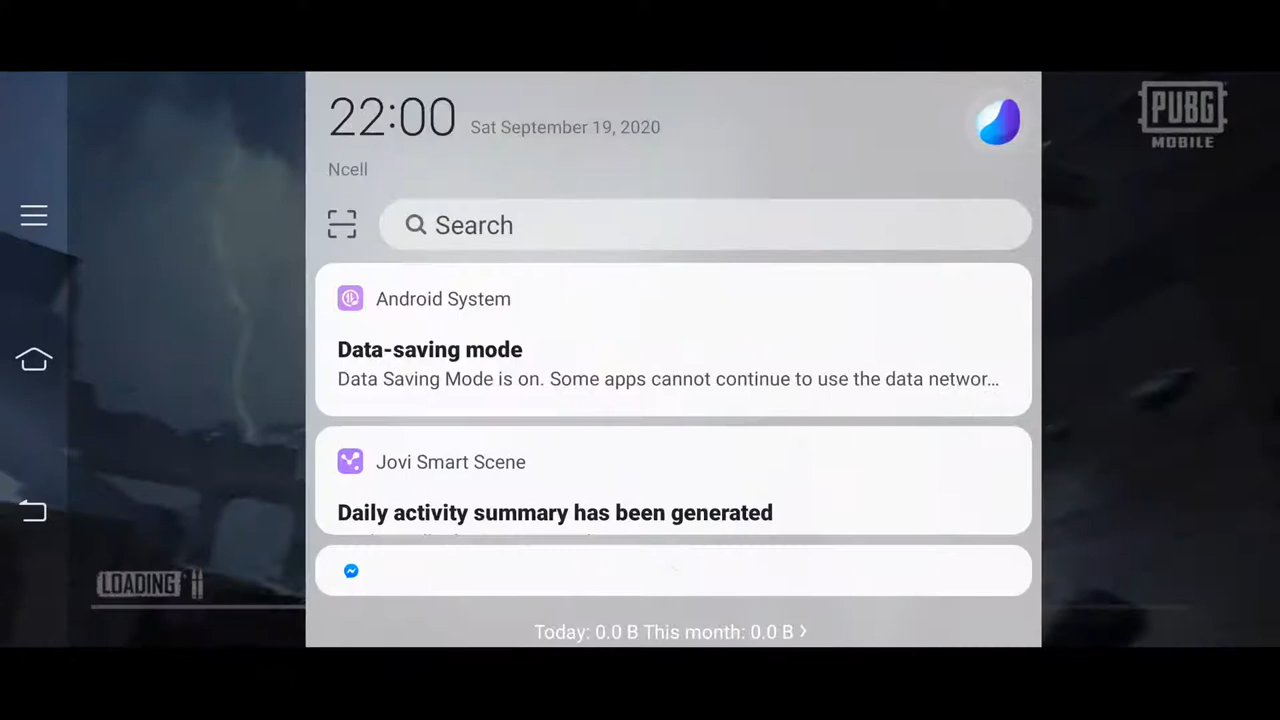 22:00 Sat September 19, 2020
PUBG
MOBILE
Ncell
Search
Android System
Data-saving mode
Data Saving Mode is on. Some apps cannot continue to use the data networ...
Jovi Smart Scene
Daily activity summary has been generated
LOADING
Today: 0.0 B This month: 0.0 B >